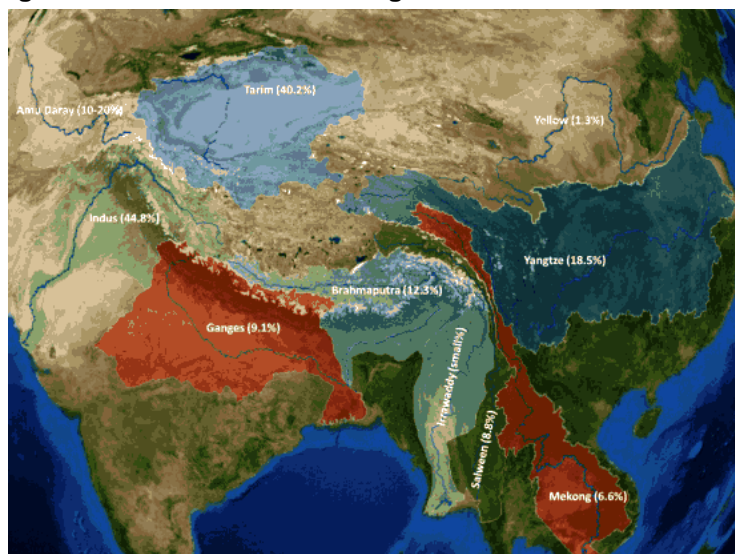 Tarim (40.2%)
Amu Daray (10-20%)
Yellow (1.3%)
Indus (44.8%)
Yangtze (18.5%)
Brahmaputra (12.3%)
Ganges (9.1%)
Irrawaddy (small%)
Salween (8.8%)
Mekong (6.6%)